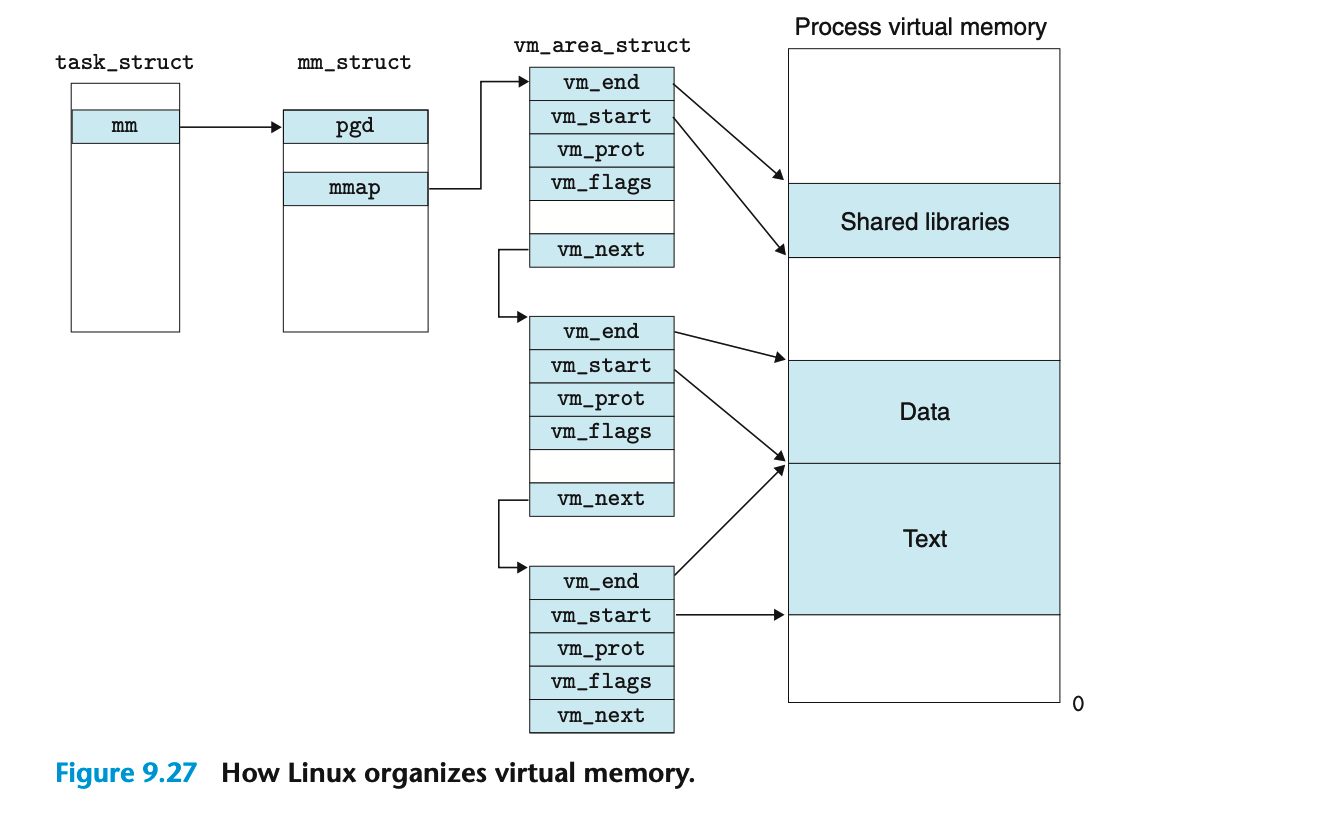 Process virtual memory
vm_area_struct
task_struct
mm_struct
vm_end
vm_start
vm_prot
vm_flags
vm_next
mm
pgd
mmap
Shared libraries
vm_end
vm_start
vm_prot
vm_flags
vm_next
Data
Text
vm_end
vm_start
vm_prot
vm_flags
vm_next
0
Figure 9.27 How Linux organizes virtual memory.